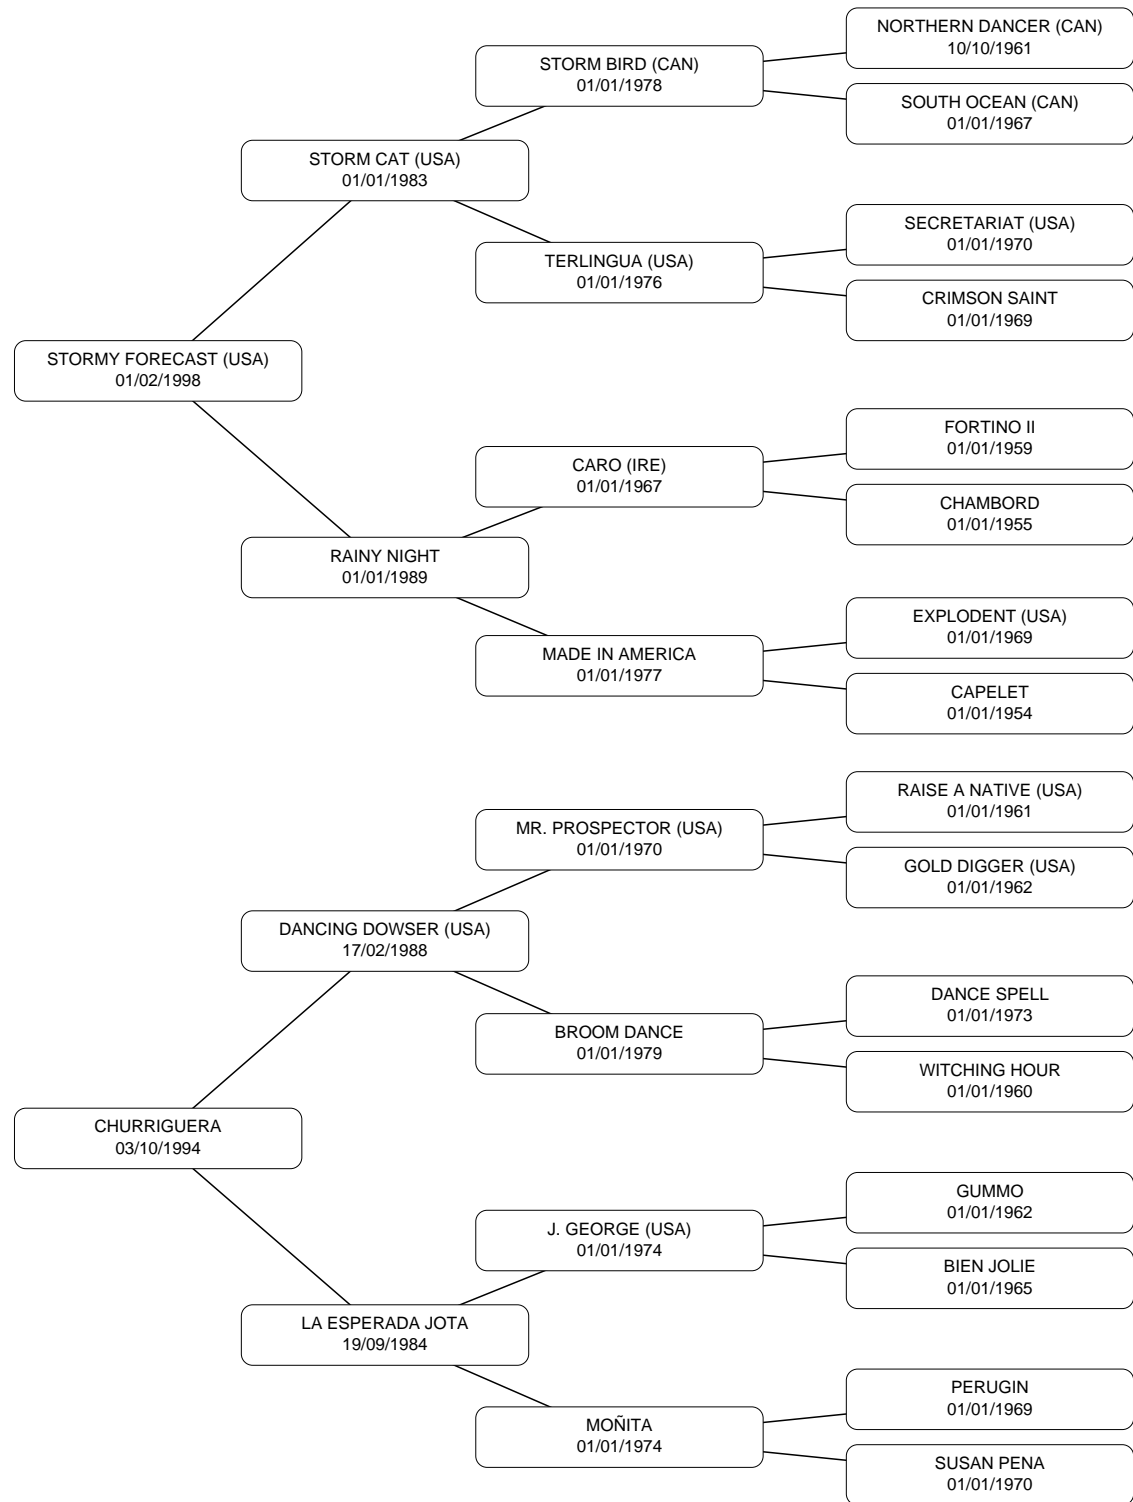 NORTHERN DANCER (CAN)
10/10/1961
STORM BIRD (CAN)
01/01/1978
SOUTH OCEAN (CAN)
01/01/1967
STORM CAT (USA)
01/01/1983
SECRETARIAT (USA)
01/01/1970
TERLINGUA (USA)
01/01/1976
CRIMSON SAINT
01/01/1969
STORMY FORECAST (USA)
01/02/1998
FORTINO II
01/01/1959
CARO (IRE)
01/01/1967
CHAMBORD
01/01/1955
RAINY NIGHT
01/01/1989
EXPLODENT (USA)
01/01/1969
MADE IN AMERICA
01/01/1977
CAPELET
01/01/1954
RAISE A NATIVE (USA)
01/01/1961
MR. PROSPECTOR (USA)
01/01/1970
GOLD DIGGER (USA)
01/01/1962
DANCING DOWSER (USA)
17/02/1988
DANCE SPELL
01/01/1973
BROOM DANCE
01/01/1979
WITCHING HOUR
01/01/1960
CHURRIGUERA
03/10/1994
GUMMO
01/01/1962
J. GEORGE (USA)
01/01/1974
BIEN JOLIE
01/01/1965
LA ESPERADA JOTA
19/09/1984
PERUGIN
01/01/1969
MOÑITA
01/01/1974
SUSAN PENA
01/01/1970